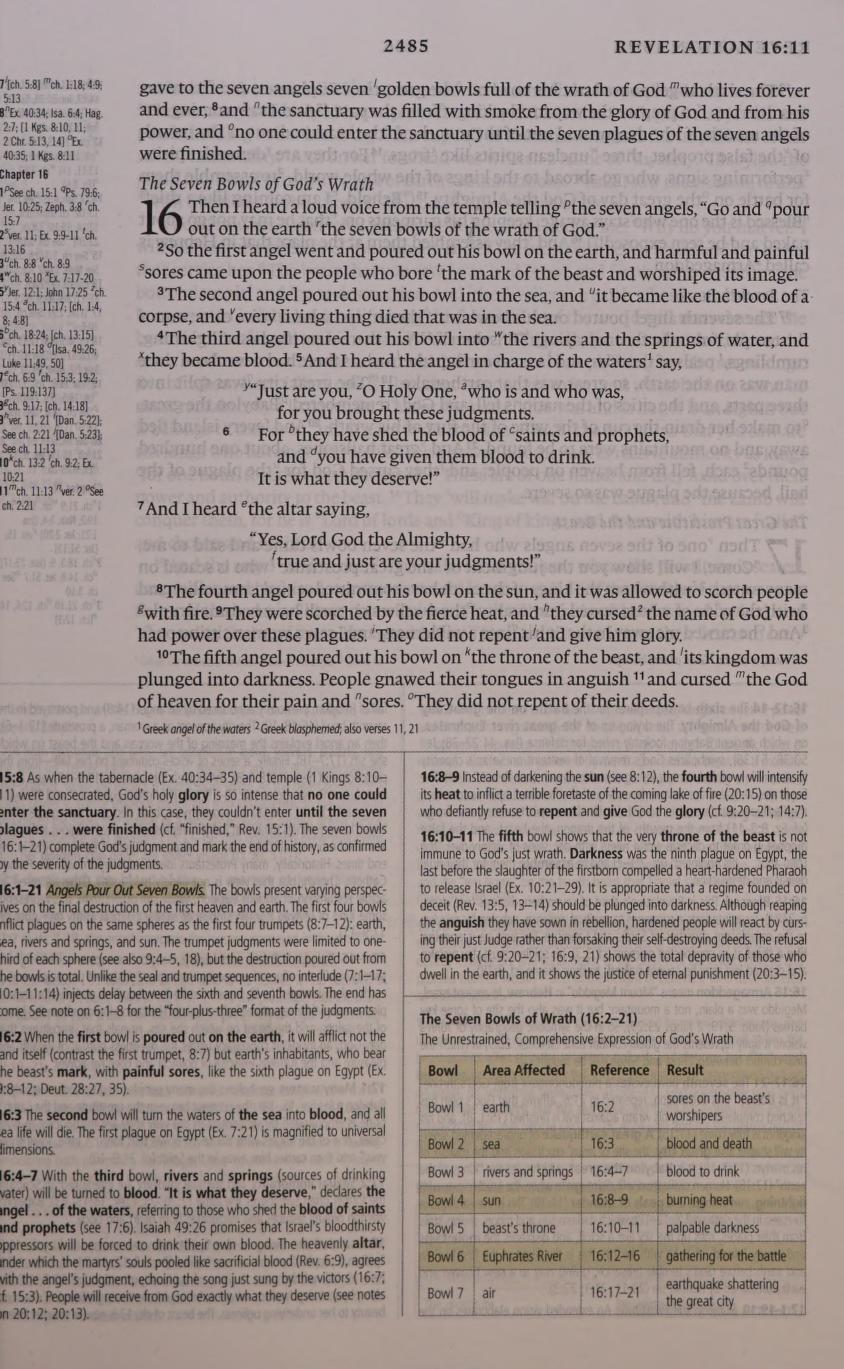 2485
REVELATION 16:11
7 l[ch. 5:8] m ch. 1:18; 4:9;
5:13
8 n Ex. 40:34; Isa. 6:4; Hag.
2:7; [1 Kgs. 8:10, 11;
2 Chr. 5:13, 14] o Ex.
40:35; 1 Kgs. 8:11
Chapter 16
1 p See ch. 15:1 q Ps. 79:6;
Jer. 10:25; Zeph. 3:8 r ch.
15:7
2 s ver. 11; Ex. 9:9-11 t ch.
13:16
3 u ch. 8:8 v ch. 8:9
4 w ch. 8:10 x Ex. 7:17-20
5 y Jer. 12:1; John 17:25 z ch.
15:4 a ch. 11:17; [ch. 1:4,
8; 4:8]
6 b ch. 18:24; [ch. 13:15]
c ch. 11:18 d [Isa. 49:26;
Luke 11:49, 50]
7 e ch. 6:9 f ch. 15:3; 19:2;
[Ps. 119:137]
8 g ch. 9:17; [ch. 14:18]
9 h ver. 11, 21 i [Dan. 5:22];
See ch. 2:21 j [Dan. 5:23];
See ch. 11:13
10 k ch. 13:2 l ch. 9:2; Ex.
10:21
11 m ch. 11:13 n ver. 2 o See
ch. 2:21
gave to the seven angels seven l golden bowls full of the wrath of God m who lives forever
and ever, 8 and n the sanctuary was filled with smoke from the glory of God and from his
power, and o no one could enter the sanctuary until the seven plagues of the seven angels
were finished.
The Seven Bowls of God's Wrath
16 Then I heard a loud voice from the temple telling p the seven angels, “Go and q pour
out on the earth r the seven bowls of the wrath of God.”
2 So the first angel went and poured out his bowl on the earth, and harmful and painful
s sores came upon the people who bore t the mark of the beast and worshiped its image.
3 The second angel poured out his bowl into the sea, and u it became like the blood of a
corpse, and v every living thing died that was in the sea.
4 The third angel poured out his bowl into w the rivers and the springs of water, and
x they became blood. 5 And I heard the angel in charge of the waters 1 say,
y “Just are you, z O Holy One, a who is and who was,
for you brought these judgments.
6 For b they have shed the blood of c saints and prophets,
and d you have given them blood to drink.
It is what they deserve!”
7 And I heard e the altar saying,
“Yes, Lord God the Almighty,
f true and just are your judgments!”
8 The fourth angel poured out his bowl on the sun, and it was allowed to scorch people
g with fire. 9 They were scorched by the fierce heat, and h they cursed 2 the name of God who
had power over these plagues. i They did not repent j and give him glory.
10 The fifth angel poured out his bowl on k the throne of the beast, and l its kingdom was
plunged into darkness. People gnawed their tongues in anguish 11 and cursed m the God
of heaven for their pain and n sores. o They did not repent of their deeds.
1 Greek angel of the waters 2 Greek blasphemed; also verses 11, 21
15:8 As when the tabernacle (Ex. 40:34–35) and temple (1 Kings 8:10–
11) were consecrated, God's holy glory is so intense that no one could
enter the sanctuary. In this case, they couldn't enter until the seven
plagues . . . were finished (cf. “finished,” Rev. 15:1). The seven bowls
16:1–21) complete God's judgment and mark the end of history, as confirmed
by the severity of the judgments.
16:1–21 Angels Pour Out Seven Bowls. The bowls present varying perspec-
ives on the final destruction of the first heaven and earth. The first four bowls
nflict plagues on the same spheres as the first four trumpets (8:7–12): earth,
sea, rivers and springs, and sun. The trumpet judgments were limited to one-
hird of each sphere (see also 9:4–5, 18), but the destruction poured out from
he bowls is total. Unlike the seal and trumpet sequences, no interlude (7:1–17;
10:1–11:14) injects delay between the sixth and seventh bowls. The end has
come. See note on 6:1–8 for the “four-plus-three” format of the judgments.
16:2 When the first bowl is poured out on the earth, it will afflict not the
and itself (contrast the first trumpet, 8:7) but earth's inhabitants, who bear
he beast's mark, with painful sores, like the sixth plague on Egypt (Ex.
9:8–12; Deut. 28:27, 35).
16:3 The second bowl will turn the waters of the sea into blood, and all
sea life will die. The first plague on Egypt (Ex. 7:21) is magnified to universal
dimensions.
16:4–7 With the third bowl, rivers and springs (sources of drinking
water) will be turned to blood. “It is what they deserve,” declares the
angel . . . of the waters, referring to those who shed the blood of saints
and prophets (see 17:6). Isaiah 49:26 promises that Israel's bloodthirsty
oppressors will be forced to drink their own blood. The heavenly altar,
under which the martyrs' souls pooled like sacrificial blood (Rev. 6:9), agrees
with the angel's judgment, echoing the song just sung by the victors (16:7;
f. 15:3). People will receive from God exactly what they deserve (see notes
on 20:12; 20:13).
16:8–9 Instead of darkening the sun (see 8:12), the fourth bowl will intensify
its heat to inflict a terrible foretaste of the coming lake of fire (20:15) on those
who defiantly refuse to repent and give God the glory (cf. 9:20–21; 14:7).
16:10–11 The fifth bowl shows that the very throne of the beast is not
immune to God's just wrath. Darkness was the ninth plague on Egypt, the
last before the slaughter of the firstborn compelled a heart-hardened Pharaoh
to release Israel (Ex. 10:21–29). It is appropriate that a regime founded on
deceit (Rev. 13:5, 13–14) should be plunged into darkness. Although reaping
the anguish they have sown in rebellion, hardened people will react by curs-
ing their just Judge rather than forsaking their self-destroying deeds. The refusal
to repent (cf. 9:20–21; 16:9, 21) shows the total depravity of those who
dwell in the earth, and it shows the justice of eternal punishment (20:3–15).
The Seven Bowls of Wrath (16:2–21)
The Unrestrained, Comprehensive Expression of God's Wrath
Bowl Area Affected Reference Result
Bowl 1 earth 16:2 sores on the beast's
worshipers
Bowl 2 sea 16:3 blood and death
Bowl 3 rivers and springs 16:4–7 blood to drink
Bowl 4 sun 16:8–9 burning heat
Bowl 5 beast's throne 16:10–11 palpable darkness
Bowl 6 Euphrates River 16:12–16 gathering for the battle
Bowl 7 air 16:17–21 earthquake shattering
the great city